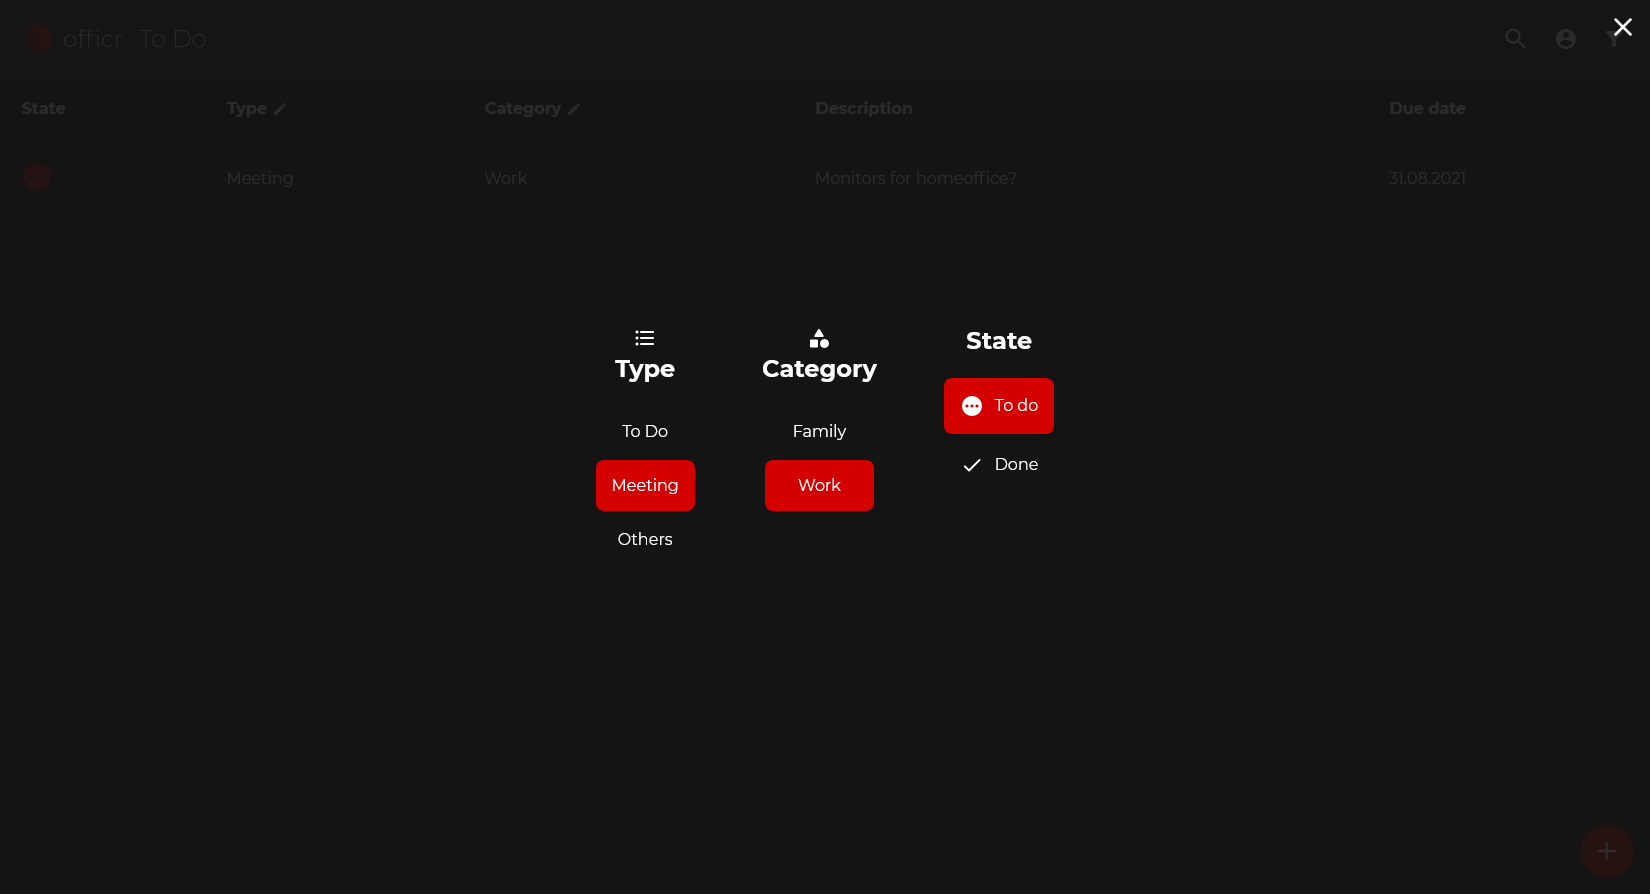 officr To Do
State Type Category Description Due date
Meeting Work Monitors for homeoffice? 31.08.2021
Type
To Do
Meeting
Others
Category
Family
Work
State
To do
Done